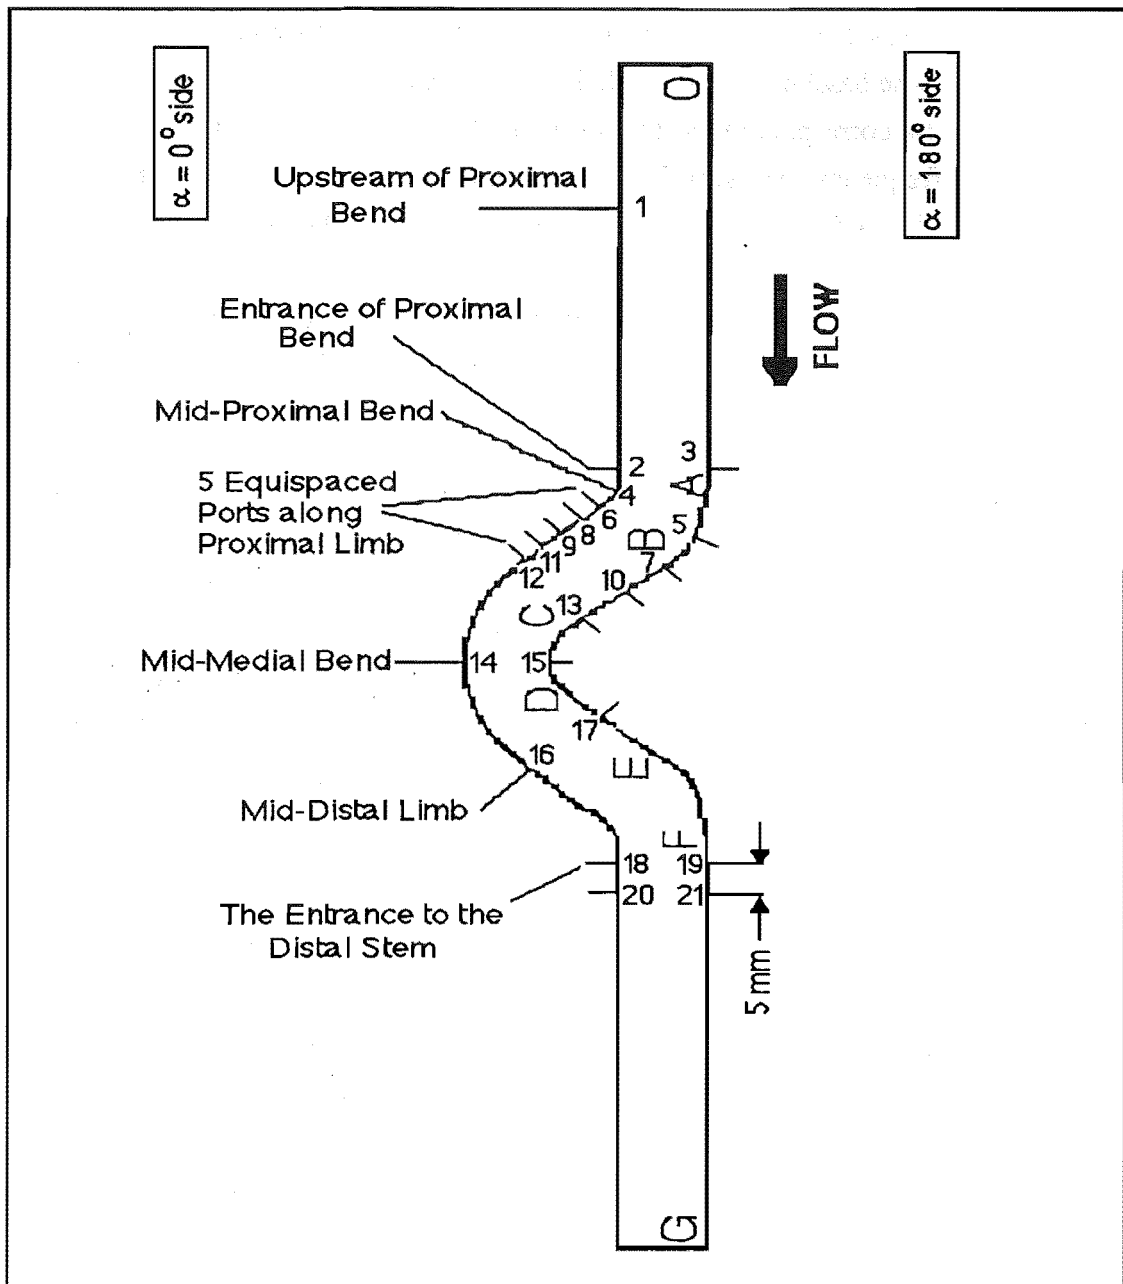 α = 0° side
α = 180° side
O
Upstream of Proximal
Bend
1
FLOW
Entrance of Proximal
Bend
Mid-Proximal Bend
2
3
A
4
5 Equispaced
Ports along
Proximal Limb
6
5
8
B
9
7
11
12
10
13
C
Mid-Medial Bend
14
15
D
17
16
E
Mid-Distal Limb
F
18
19
20
21
The Entrance to the
Distal Stem
5 mm
G